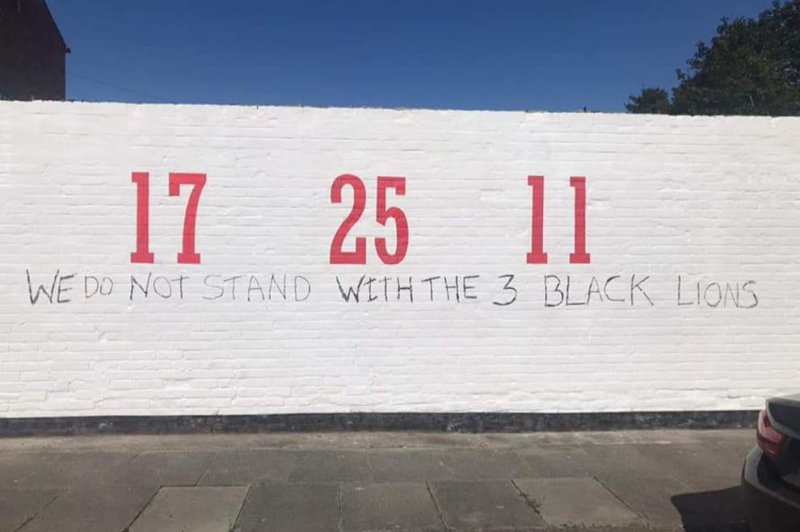 17 25 11
WE DO NOT STAND WITH THE 3 BLACK LIONS